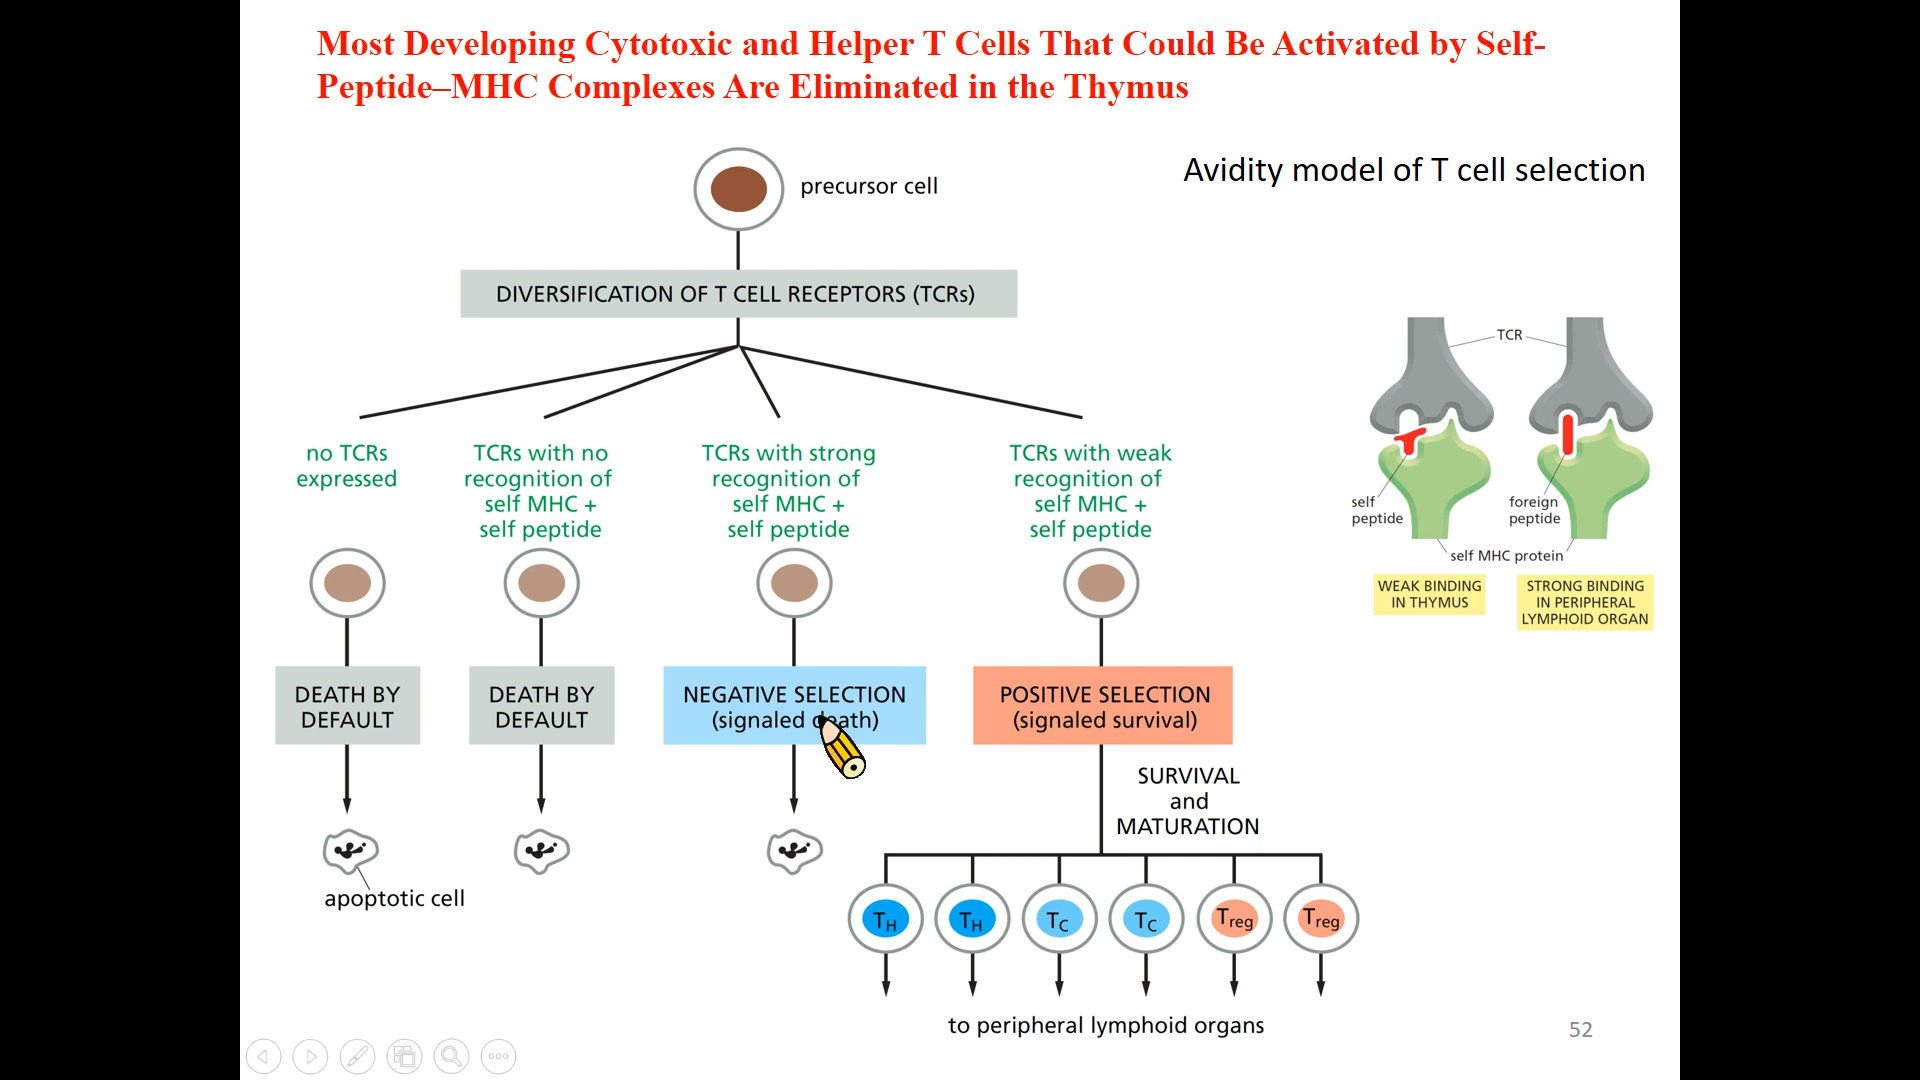 Most Developing Cytotoxic and Helper T Cells That Could Be Activated by Self-
Peptide–MHC Complexes Are Eliminated in the Thymus
Avidity model of T cell selection
precursor cell
DIVERSIFICATION OF T CELL RECEPTORS (TCRs)
no TCRs
expressed
TCRs with no
recognition of
self MHC +
self peptide
TCRs with strong
recognition of
self MHC +
self peptide
TCRs with weak
recognition of
self MHC +
self peptide
DEATH BY
DEFAULT
DEATH BY
DEFAULT
NEGATIVE SELECTION
(signaled death)
POSITIVE SELECTION
(signaled survival)
SURVIVAL
and
MATURATION
apoptotic cell
TH
TH
TC
TC
Treg
Treg
to peripheral lymphoid organs
TCR
self
peptide
foreign
peptide
self MHC protein
WEAK BINDING
IN THYMUS
STRONG BINDING
IN PERIPHERAL
LYMPHOID ORGAN
52